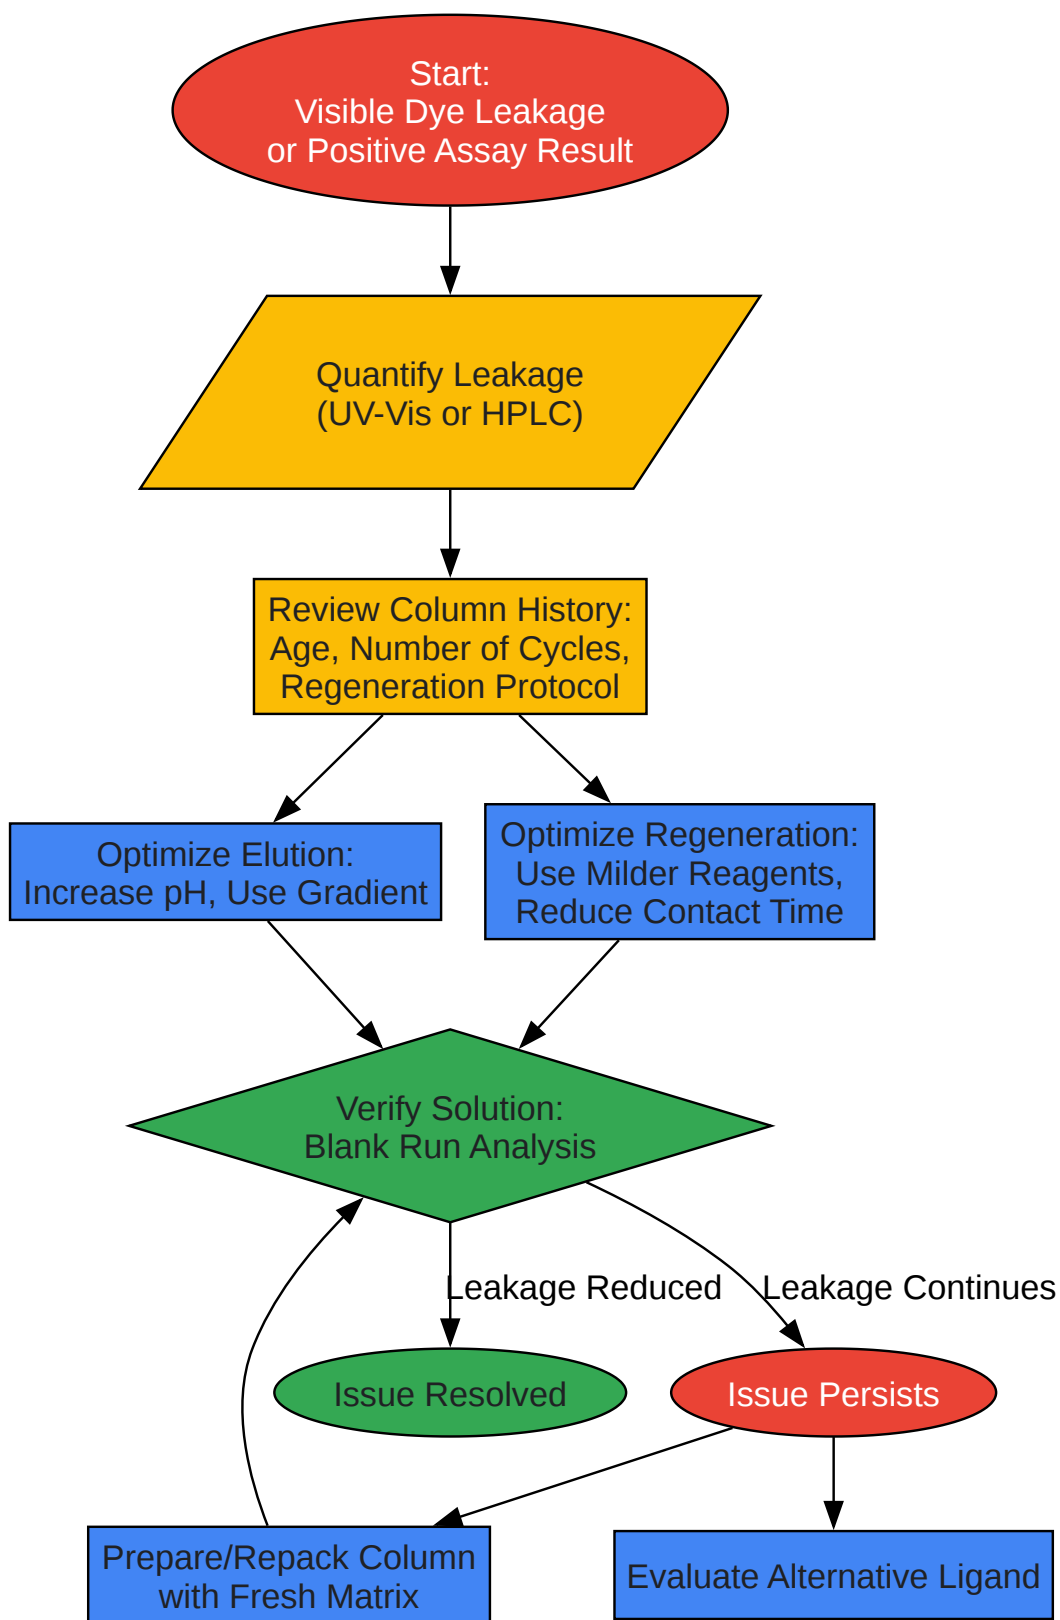 Start:
Visible Dye Leakage
or Positive Assay Result
Quantify Leakage
(UV-Vis or HPLC)
Review Column History:
Age, Number of Cycles,
Regeneration Protocol
Optimize Elution:
Increase pH, Use Gradient
Optimize Regeneration:
Use Milder Reagents,
Reduce Contact Time
Verify Solution:
Blank Run Analysis
Leakage Reduced
Leakage Continues
Issue Resolved
Issue Persists
Prepare/Repack Column
with Fresh Matrix
Evaluate Alternative Ligand